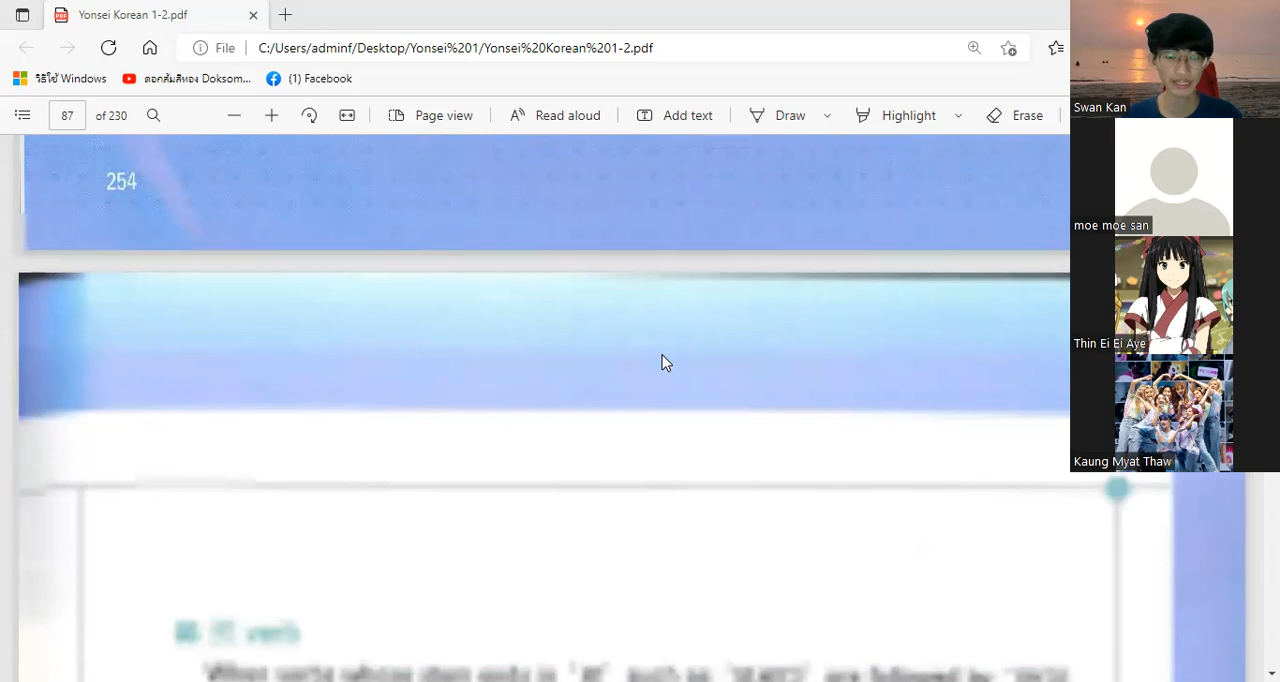 Yonsei Korean 1-2.pdf
File C:/Users/adminf/Desktop/Yonsei%201/Yonsei%20Korean%201-2.pdf
วิธีใช้ Windows ดอกส้มสีทอง Doksom... (1) Facebook
87 of 230 Page view Read aloud Add text Draw Highlight Erase
254
verb
Swan Kan
moe moe san
Thin Ei Ei Aye
Kaung Myat Thaw